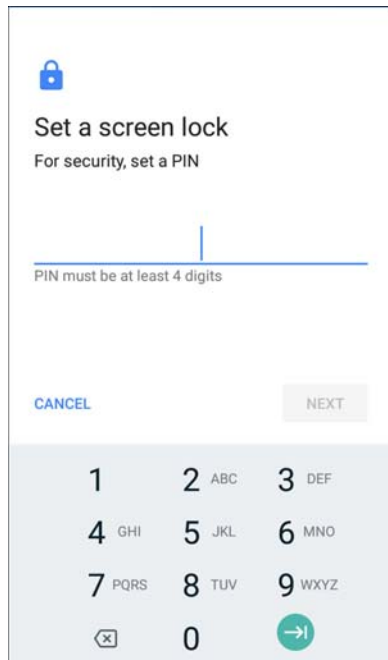 Set a screen lock
For security, set a PIN
PIN must be at least 4 digits
CANCEL NEXT
1 2 ABC 3 DEF
4 GHI 5 JKL 6 MNO
7 PQRS 8 TUV 9 WXYZ
0